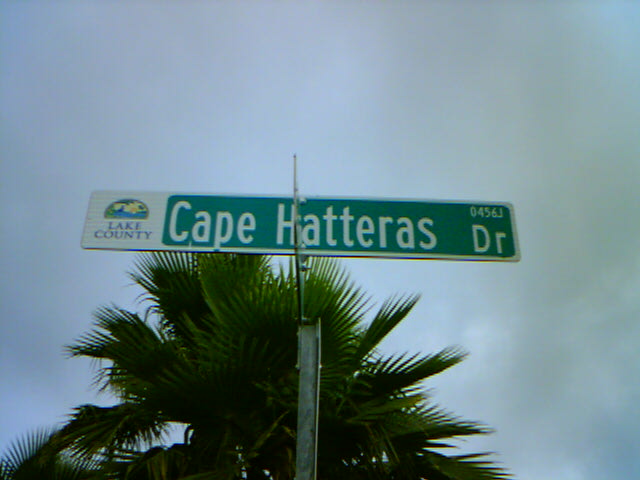 LAKE
COUNTY
Cape Hatteras Dr
0456J